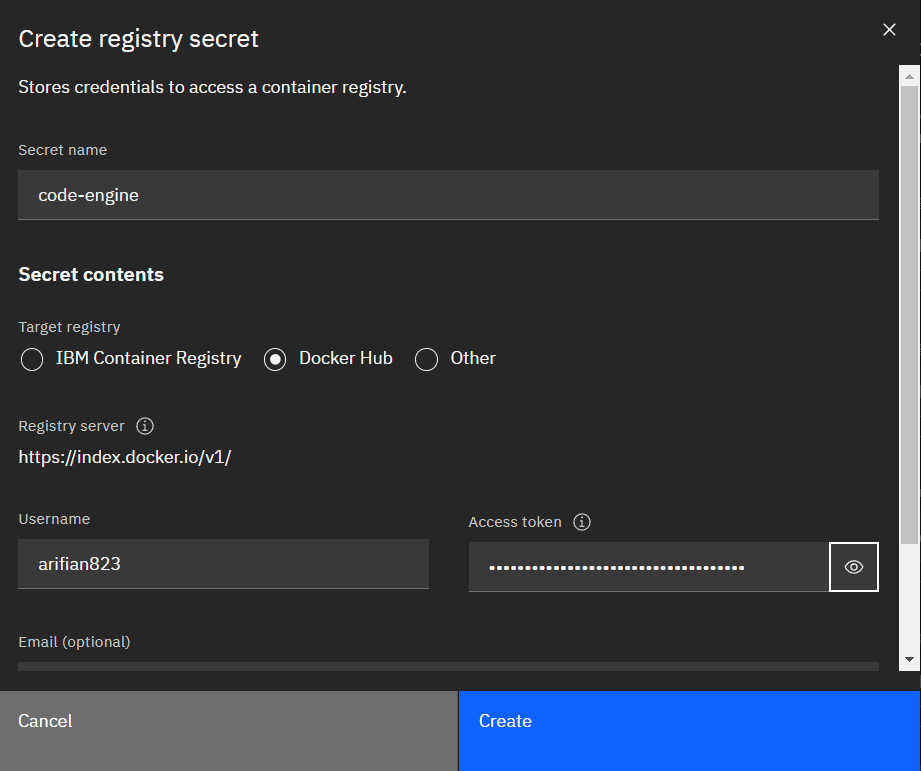 Create registry secret
Stores credentials to access a container registry.
Secret name
code-engine
Secret contents
Target registry
IBM Container Registry Docker Hub Other
Registry server
https://index.docker.io/v1/
Username
Access token
arifian823
••••••••••••••••••••••••••••••••••••
Email (optional)
Cancel
Create